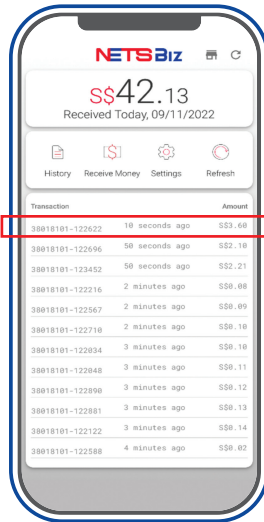 NETSBIZ
S$42.13
Received Today, 09/11/2022
History Receive Money Settings Refresh
Transaction Amount
38018101-122622 10 seconds ago S$3.60
38018101-122696 50 seconds ago S$2.10
38018101-123452 50 seconds ago S$2.21
38018101-122216 2 minutes ago S$0.08
38018101-122567 2 minutes ago S$0.09
38018101-122710 2 minutes ago S$0.10
38018101-122034 3 minutes ago S$0.10
38018101-122048 3 minutes ago S$0.11
38018101-122890 3 minutes ago S$0.12
38018101-122881 3 minutes ago S$0.13
38018101-122122 3 minutes ago S$0.14
38018101-122588 4 minutes ago S$0.02